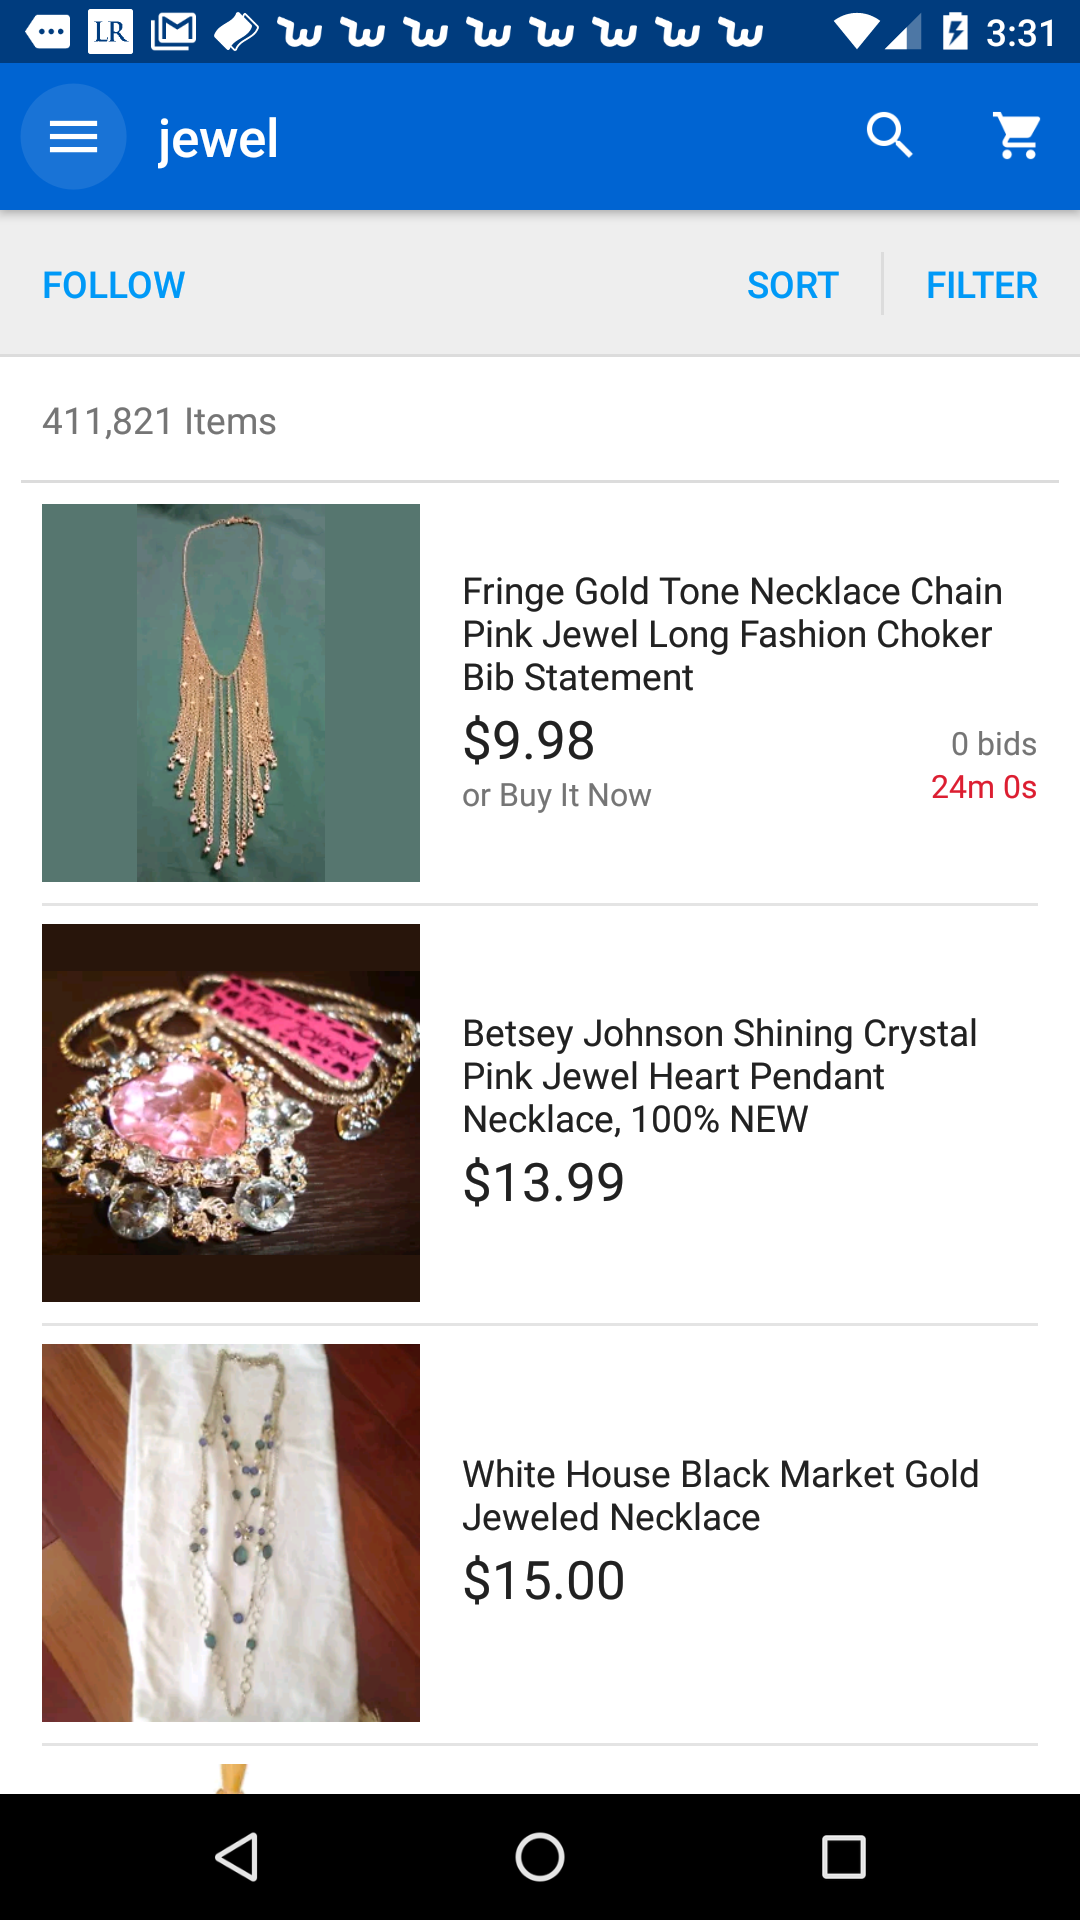 LR
3:31
jewel
FOLLOW
SORT
FILTER
411,821 Items
Fringe Gold Tone Necklace Chain
Pink Jewel Long Fashion Choker
Bib Statement
$9.98
0 bids
or Buy It Now
24m 0s
BETSEY JOHNSON
Betsey Johnson Shining Crystal
Pink Jewel Heart Pendant
Necklace, 100% NEW
$13.99
White House Black Market Gold
Jeweled Necklace
$15.00